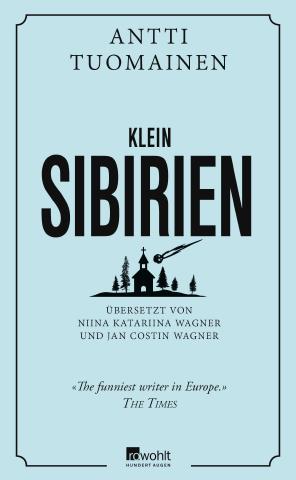 ANTTI
TUOMAINEN
KLEIN
SIBIRIEN
ÜBERSETZT VON
NIINA KATARIINA WAGNER
UND JAN COSTIN WAGNER
«The funniest writer in Europe.»
THE TIMES
rowohlt
HUNDERT AUGEN